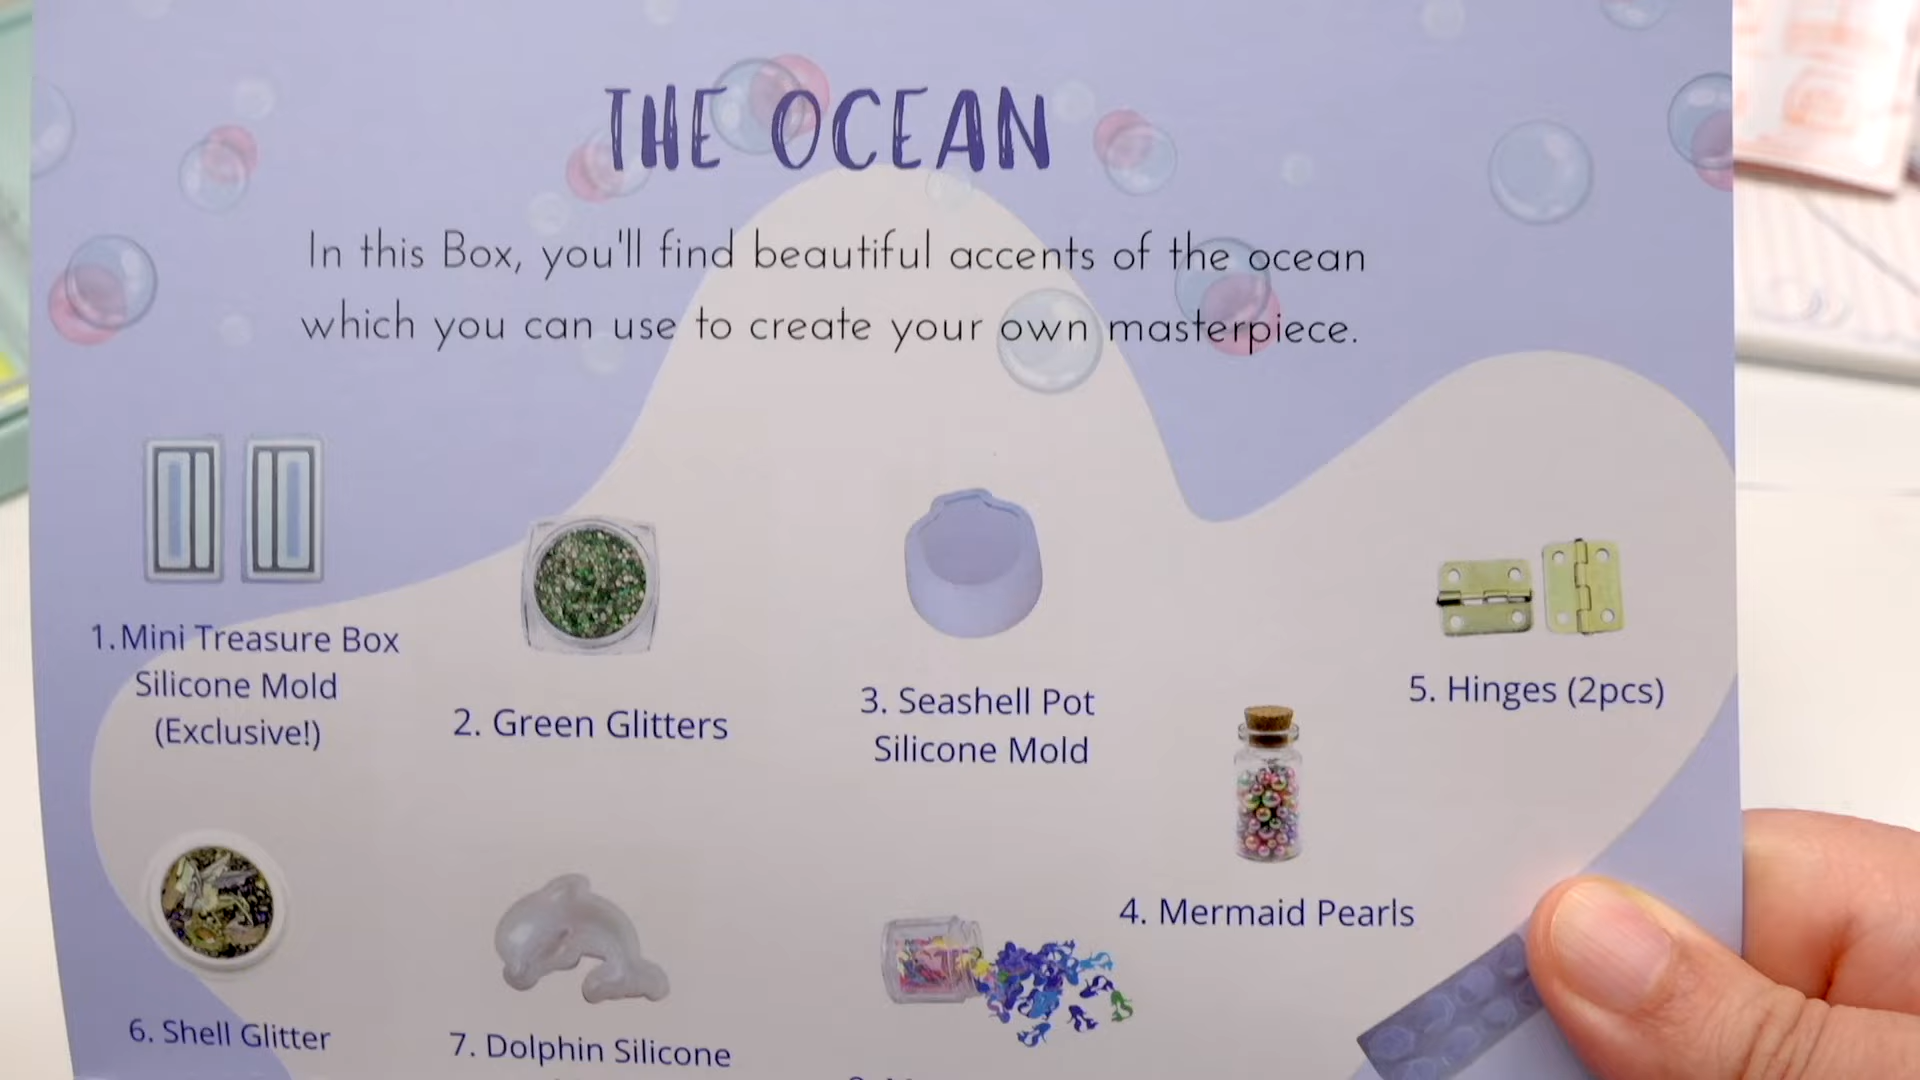 THE OCEAN
In this Box, you'll find beautiful accents of the ocean
which you can use to create your own masterpiece.
1. Mini Treasure Box
Silicone Mold
(Exclusive!)
2. Green Glitters
3. Seashell Pot
Silicone Mold
4. Mermaid Pearls
5. Hinges (2pcs)
6. Shell Glitter
7. Dolphin Silicone